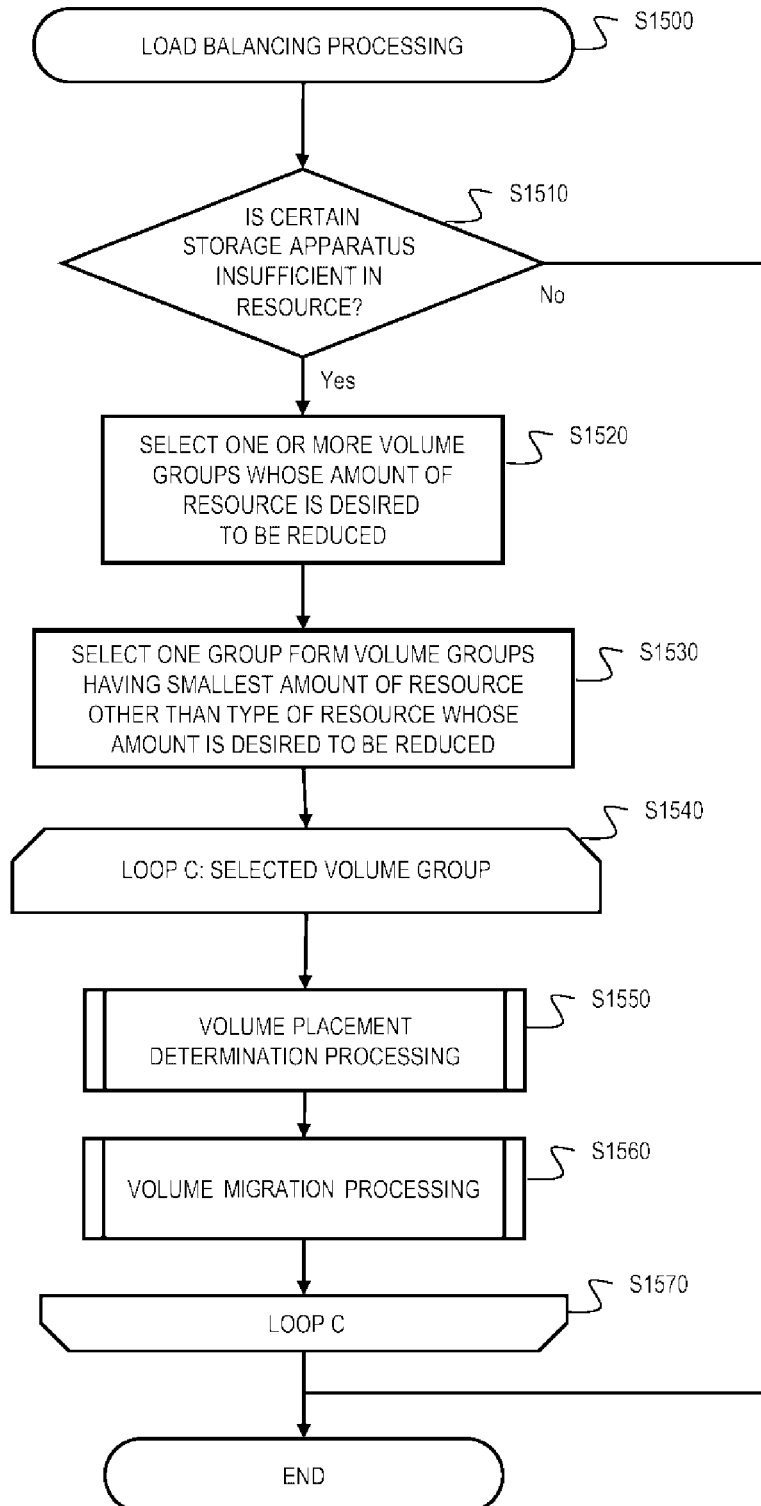 S1500
LOAD BALANCING PROCESSING
S1510
IS CERTAIN
STORAGE APPARATUS
INSUFFICIENT IN
RESOURCE?
No
Yes
S1520
SELECT ONE OR MORE VOLUME
GROUPS WHOSE AMOUNT OF
RESOURCE IS DESIRED
TO BE REDUCED
S1530
SELECT ONE GROUP FORM VOLUME GROUPS
HAVING SMALLEST AMOUNT OF RESOURCE
OTHER THAN TYPE OF RESOURCE WHOSE
AMOUNT IS DESIRED TO BE REDUCED
S1540
LOOP C: SELECTED VOLUME GROUP
S1550
VOLUME PLACEMENT
DETERMINATION PROCESSING
S1560
VOLUME MIGRATION PROCESSING
S1570
LOOP C
END